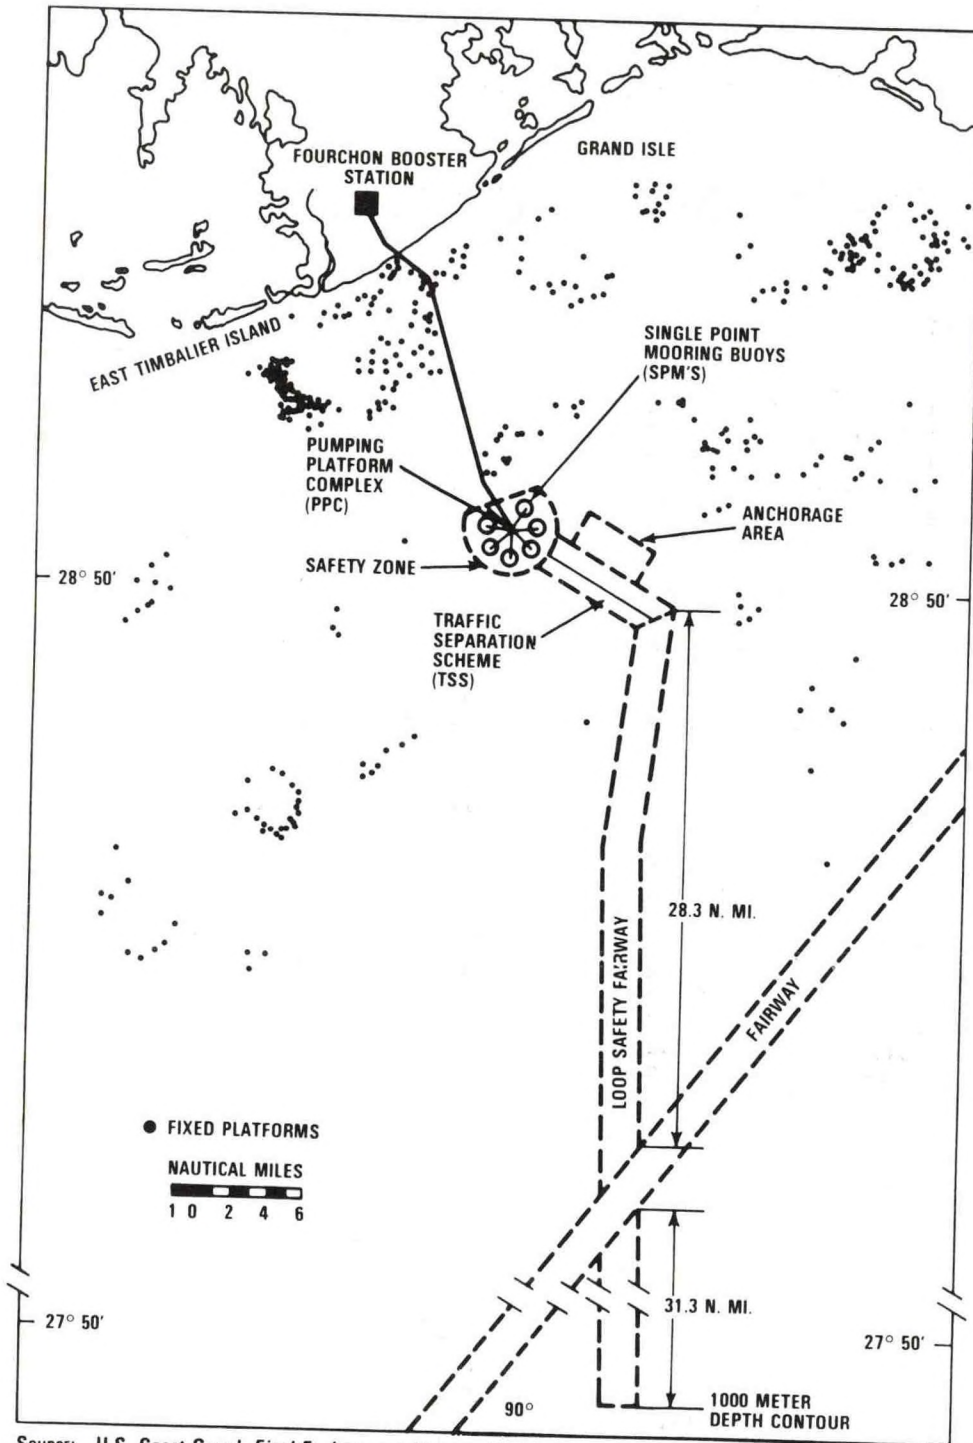 GRAND ISLE
FOURCHON BOOSTER
STATION
EAST TIMBALIER ISLAND
SINGLE POINT
MOORING BUOYS
(SPM'S)
PUMPING
PLATFORM
COMPLEX
(PPC)
ANCHORAGE
AREA
SAFETY ZONE
28° 50'
28° 50'
TRAFFIC
SEPARATION
SCHEME
(TSS)
28.3 N. MI.
LOOP SAFETY FAIRWAY
FAIRWAY
FIXED PLATFORMS
NAUTICAL MILES
1 0 2 4 6
31.3 N. MI.
27° 50'
27° 50'
90°
1000 METER
DEPTH CONTOUR
SOURCE: U.S. Coast Guard, Final